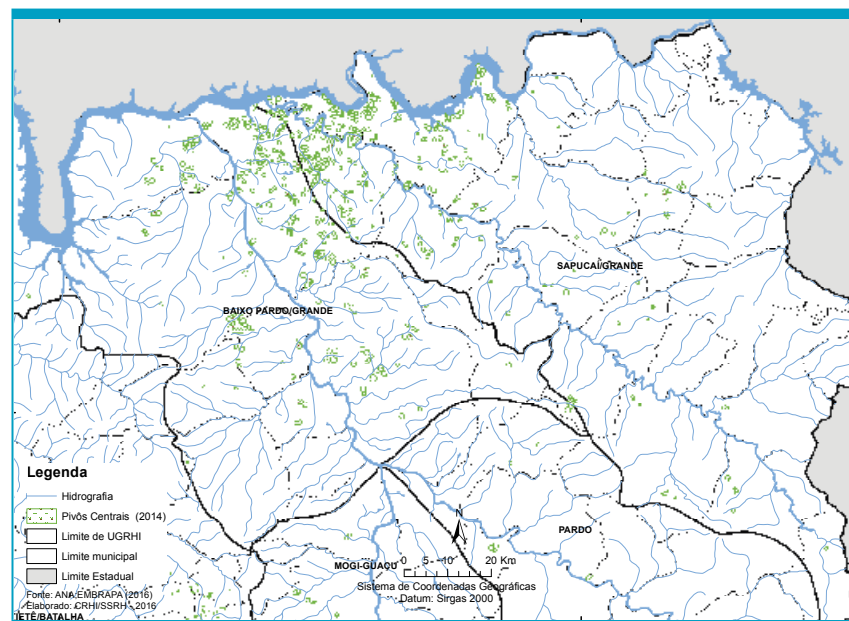 SAPUCAÍ/GRANDE
BAIXO PARDO/GRANDE
PARDO
MOGI-GUAÇU
Legenda
Hidrografia
Pivôs Centrais (2014)
Limite de UGRHI
Limite municipal
Limite Estadual
Fonte: ANA;EMBRAPA (2016)
Elaborado: CRHI/SSRH - 2016
IETÊ/BATALHA
N
0 5 10 20 Km
Sistema de Coordenadas Geográficas
Datum: Sirgas 2000